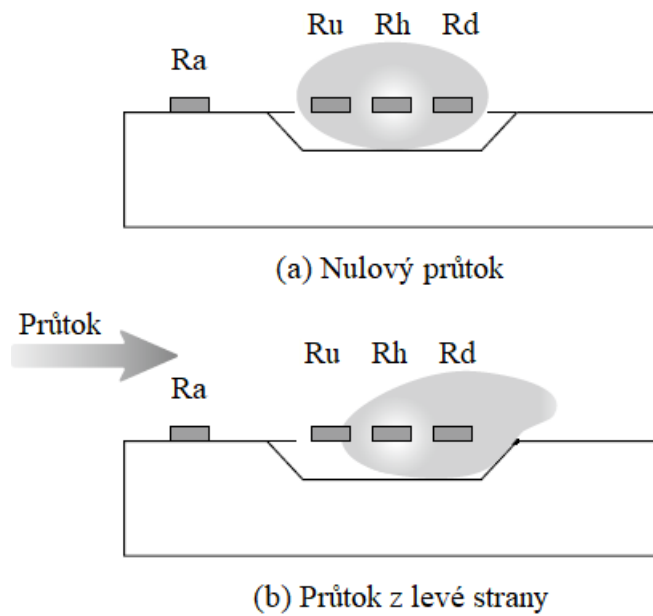 Ru Rh Rd
Ra
(a) Nulový průtok
Průtok
Ru Rh Rd
Ra
(b) Průtok z levé strany